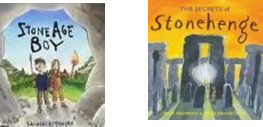 STONE AGE
BOY
SATOSHI KITAMURA
THE SECRETS OF
Stonehenge